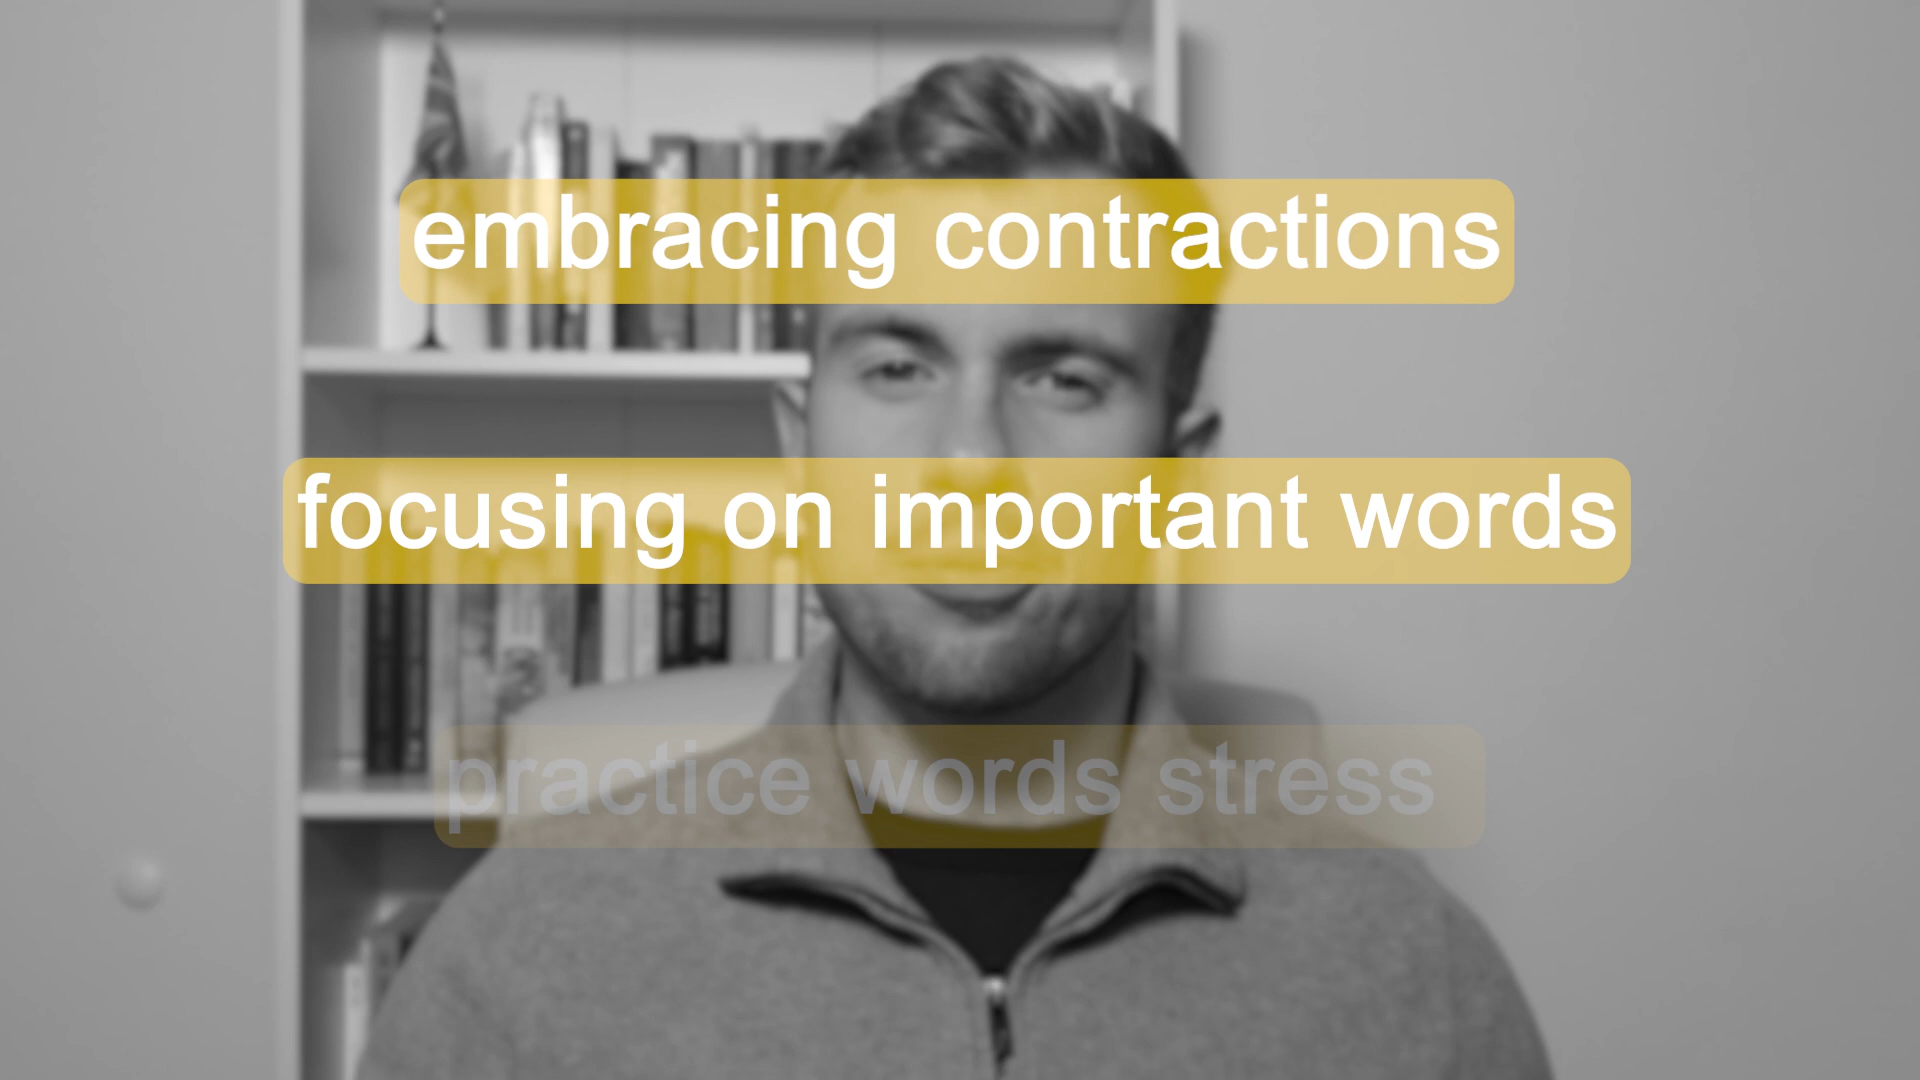 embracing contractions
focusing on important words
practice words stress